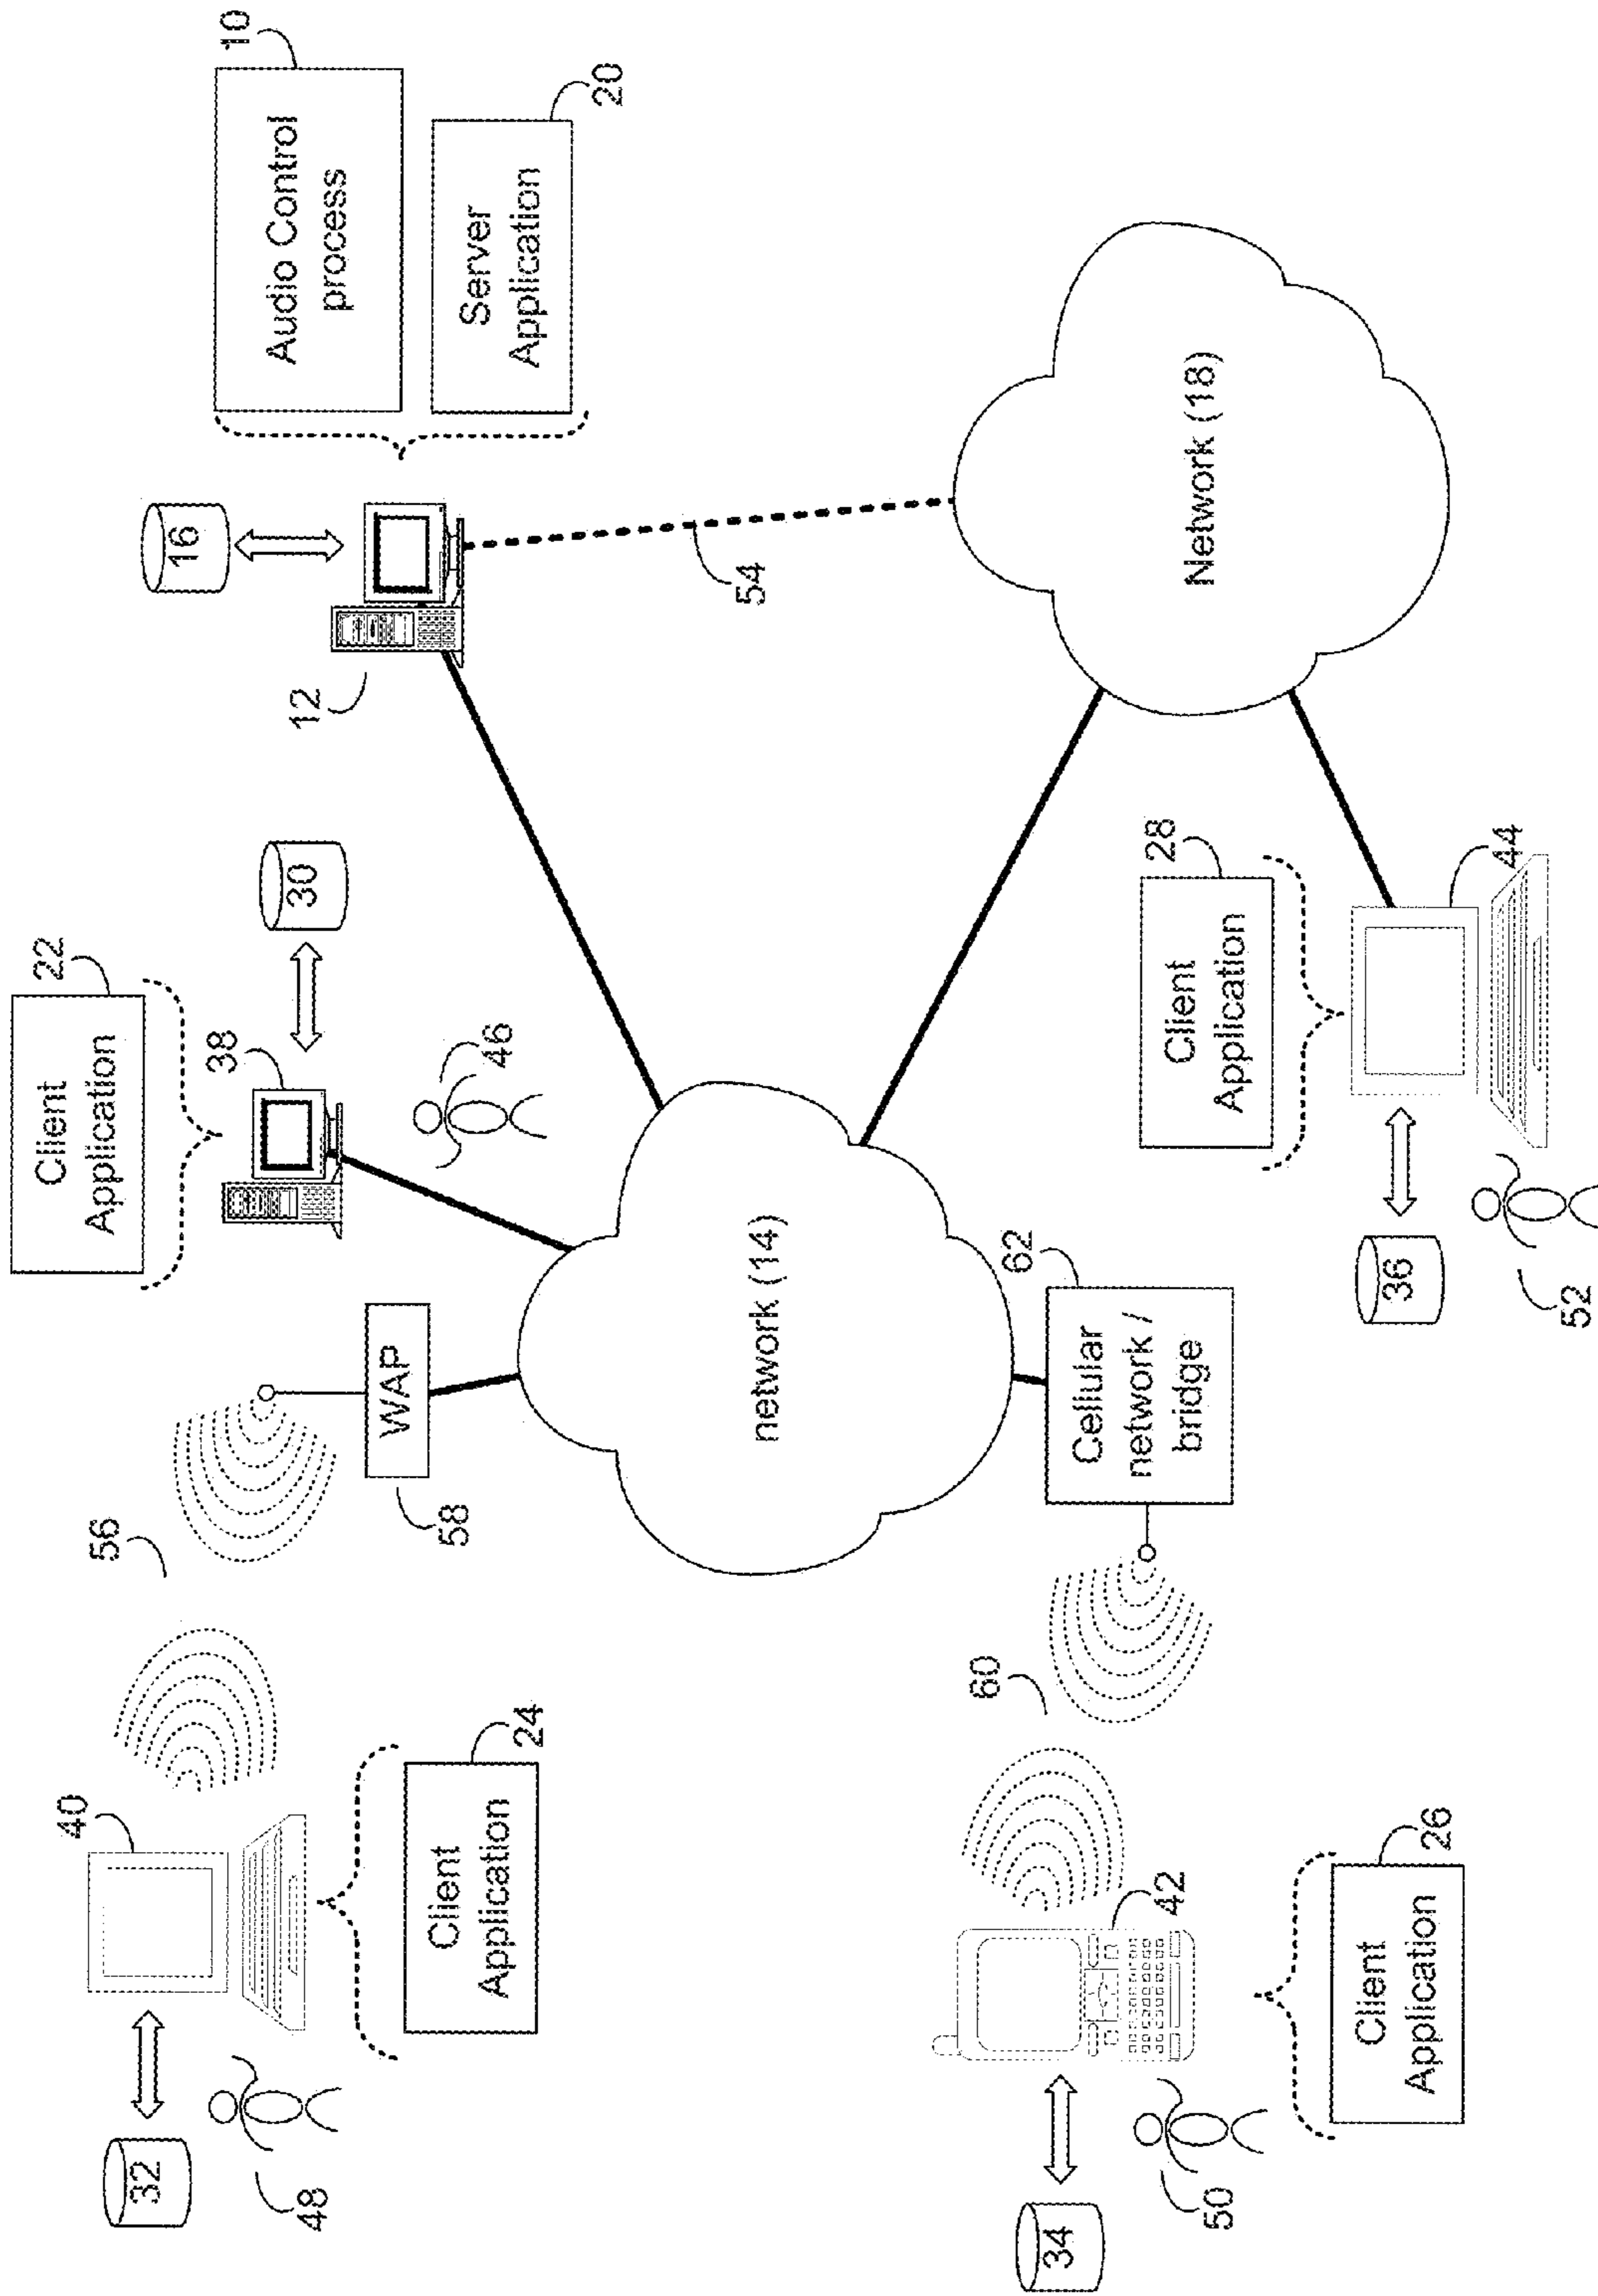 10
Audio Control
process
20
Server
Application
16
12
54
Network (18)
30
22
Client
Application
38
46
28
Client
Application
44
36
52
network (14)
62
Cellular
network /
bridge
WAP
58
56
60
40
24
Client
Application
32
48
42
26
Client
Application
34
50